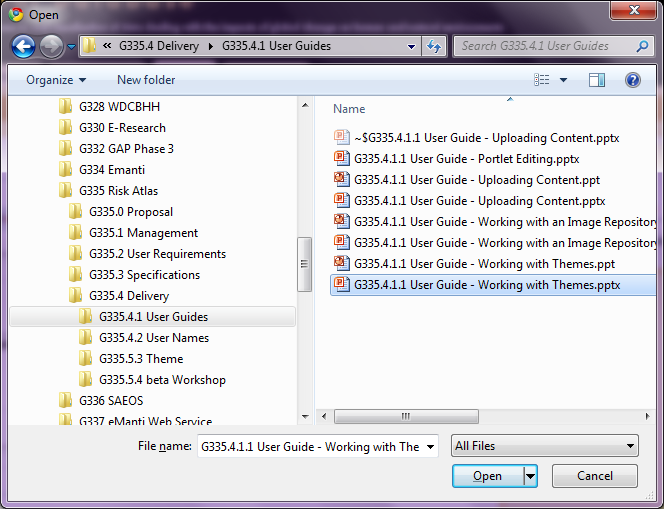 Open
« G335.4 Delivery G335.4.1 User Guides
Search G335.4.1 User Guides
Organize New folder
G328 WDCBHH
G330 E-Research
G332 GAP Phase 3
G334 Emanti
G335 Risk Atlas
G335.0 Proposal
G335.1 Management
G335.2 User Requirements
G335.3 Specifications
G335.4 Delivery
G335.4.1 User Guides
G335.4.2 User Names
G335.5.3 Theme
G335.5.4 beta Workshop
G336 SAEOS
G337 eManti Web Service
Name
~$G335.4.1.1 User Guide - Uploading Content.pptx
G335.4.1.1 User Guide - Portlet Editing.pptx
G335.4.1.1 User Guide - Uploading Content.ppt
G335.4.1.1 User Guide - Uploading Content.pptx
G335.4.1.1 User Guide - Working with an Image Repository
G335.4.1.1 User Guide - Working with an Image Repository
G335.4.1.1 User Guide - Working with Themes.ppt
G335.4.1.1 User Guide - Working with Themes.pptx
File name: G335.4.1.1 User Guide - Working with The
All Files
Open
Cancel